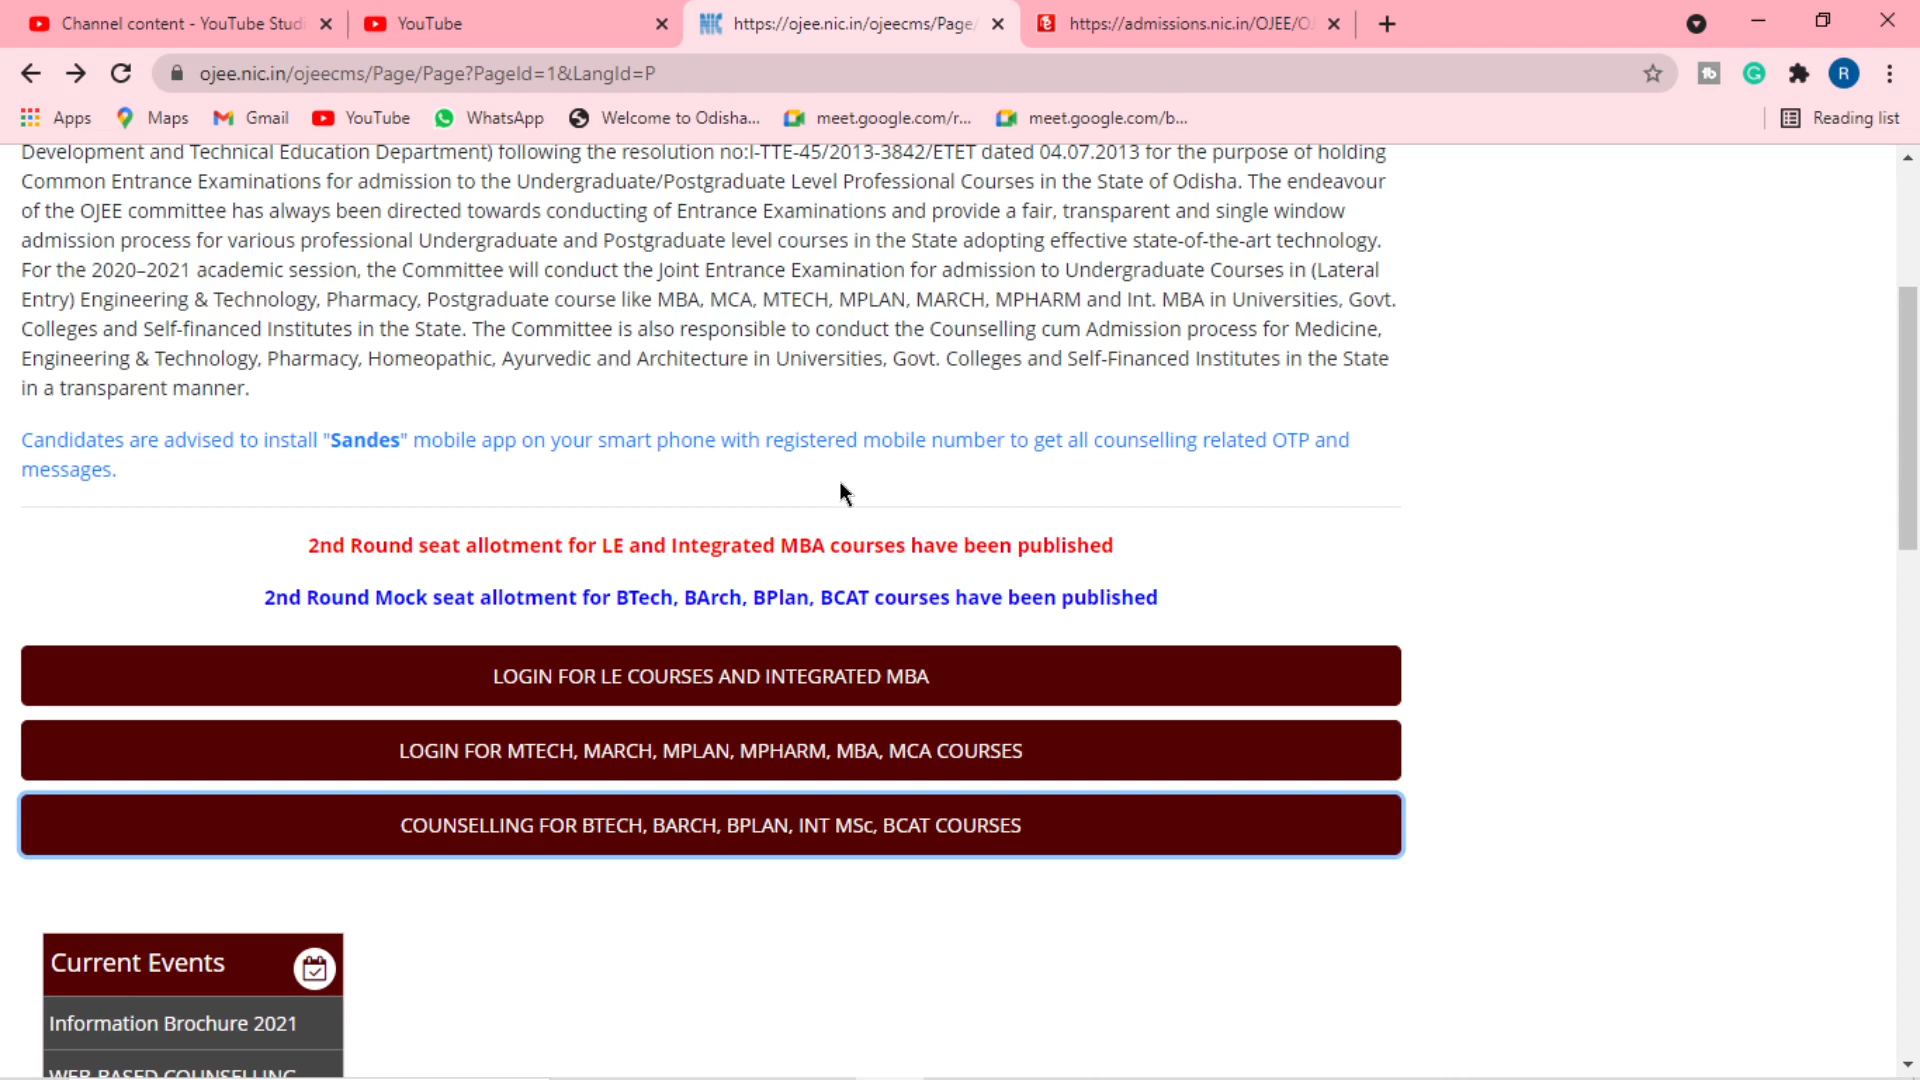 Channel content - YouTube Studi
YouTube
https://ojee.nic.in/ojeecms/Page/
https://admissions.nic.in/OJEE/O
ojee.nic.in/ojeecms/Page/Page?PageId=1&LangId=P
R
Apps
Maps
Gmail
YouTube
WhatsApp
Welcome to Odisha...
meet.google.com/r...
meet.google.com/b...
Reading list
Development and Technical Education Department) following the resolution no:I-TTE-45/2013-3842/ETET dated 04.07.2013 for the purpose of holding
Common Entrance Examinations for admission to the Undergraduate/Postgraduate Level Professional Courses in the State of Odisha. The endeavour
of the OJEE committee has always been directed towards conducting of Entrance Examinations and provide a fair, transparent and single window
admission process for various professional Undergraduate and Postgraduate level courses in the State adopting effective state-of-the-art technology.
For the 2020–2021 academic session, the Committee will conduct the Joint Entrance Examination for admission to Undergraduate Courses in (Lateral
Entry) Engineering & Technology, Pharmacy, Postgraduate course like MBA, MCA, MTECH, MPLAN, MARCH, MPHARM and Int. MBA in Universities, Govt.
Colleges and Self-financed Institutes in the State. The Committee is also responsible to conduct the Counselling cum Admission process for Medicine,
Engineering & Technology, Pharmacy, Homeopathic, Ayurvedic and Architecture in Universities, Govt. Colleges and Self-Financed Institutes in the State
in a transparent manner.
Candidates are advised to install "Sandes" mobile app on your smart phone with registered mobile number to get all counselling related OTP and
messages.
2nd Round seat allotment for LE and Integrated MBA courses have been published
2nd Round Mock seat allotment for BTech, BArch, BPlan, BCAT courses have been published
LOGIN FOR LE COURSES AND INTEGRATED MBA
LOGIN FOR MTECH, MARCH, MPLAN, MPHARM, MBA, MCA COURSES
COUNSELLING FOR BTECH, BARCH, BPLAN, INT MSc, BCAT COURSES
Current Events
Information Brochure 2021
WEB BASED COUNSELLING